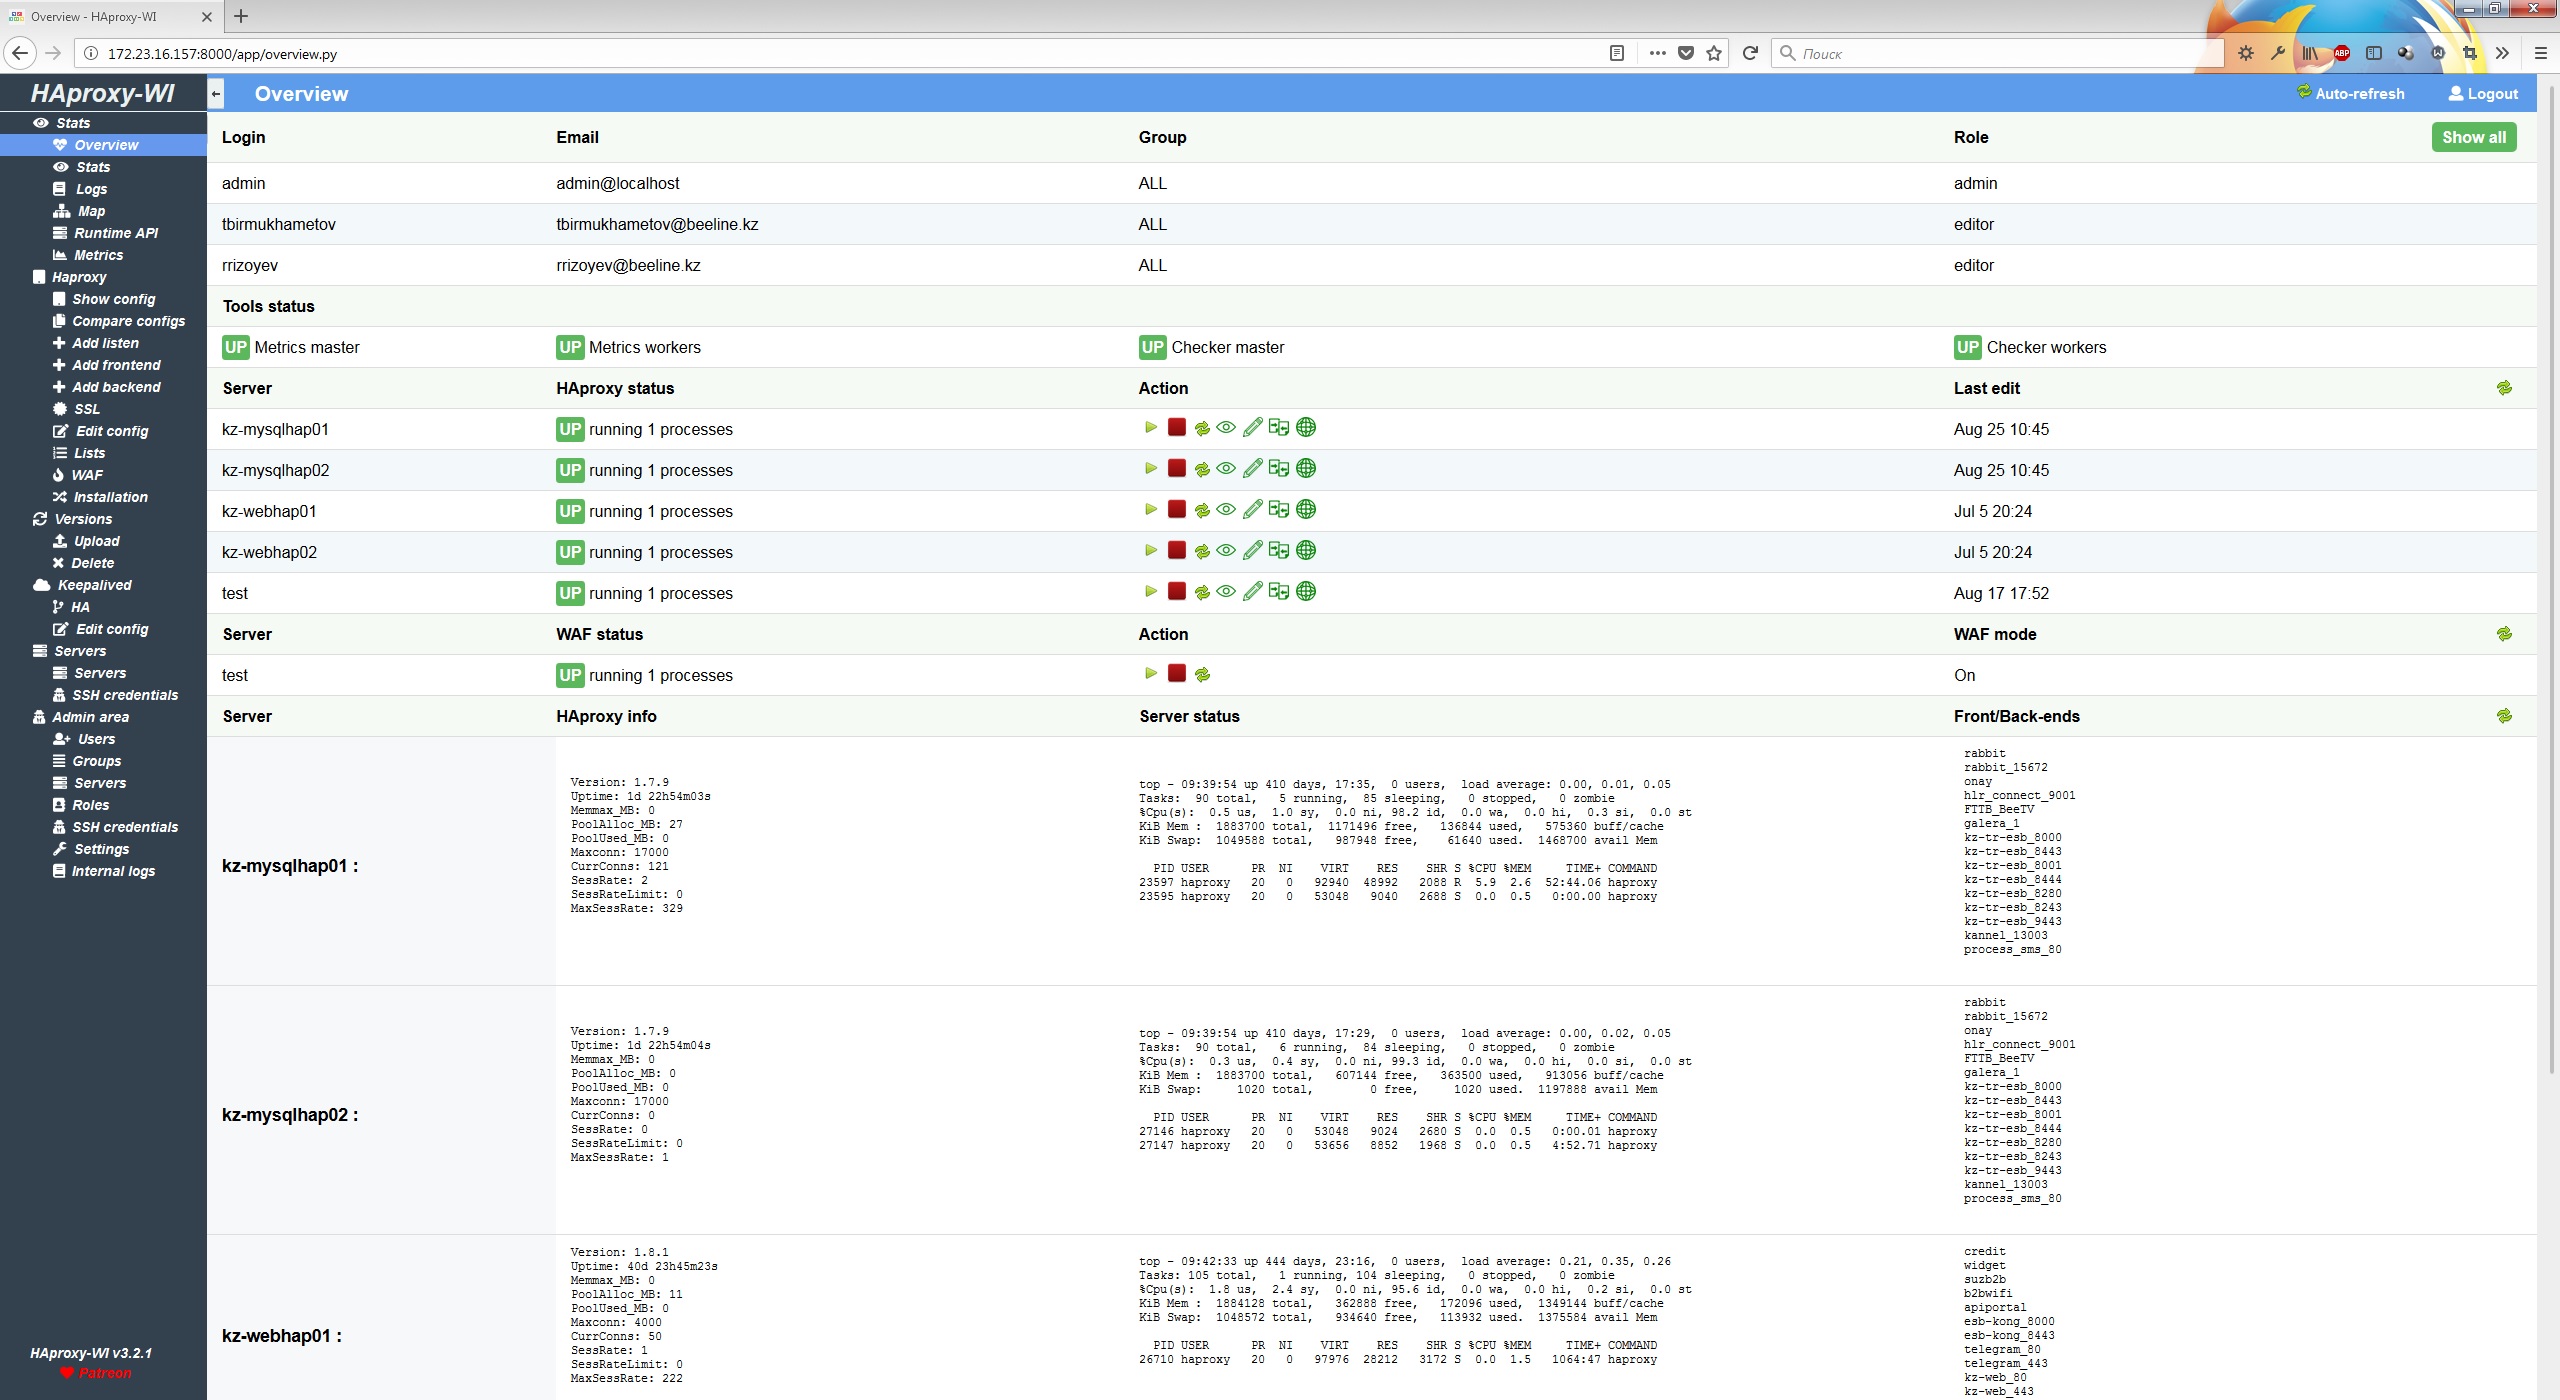 Overview - HAproxy-WI
172.23.16.157:8000/app/overview.py
Поиск
ABP
HAproxy-WI
Stats
Overview
Stats
Logs
Map
Runtime API
Metrics
Haproxy
Show config
Compare configs
Add listen
Add frontend
Add backend
SSL
Edit config
Lists
WAF
Installation
Versions
Upload
Delete
Keepalived
HA
Edit config
Servers
Servers
SSH credentials
Admin area
Users
Groups
Servers
Roles
SSH credentials
Settings
Internal logs
HAproxy-WI v3.2.1
Patreon
Overview Auto-refresh Logout
Login Email Group Role Show all
admin admin@localhost ALL admin
tbirmukhametov tbirmukhametov@beeline.kz ALL editor
rrizoyev rrizoyev@beeline.kz ALL editor
Tools status
UP Metrics master UP Metrics workers UP Checker master UP Checker workers
Server HAproxy status Action Last edit
kz-mysqlhap01 UP running 1 processes Aug 25 10:45
kz-mysqlhap02 UP running 1 processes Aug 25 10:45
kz-webhap01 UP running 1 processes Jul 5 20:24
kz-webhap02 UP running 1 processes Jul 5 20:24
test UP running 1 processes Aug 17 17:52
Server WAF status Action WAF mode
test UP running 1 processes On
Server HAproxy info Server status Front/Back-ends
kz-mysqlhap01 :
Version: 1.7.9
Uptime: 1d 22h54m03s
Memmax_MB: 0
PoolAlloc_MB: 27
PoolUsed_MB: 0
Maxconn: 17000
CurrConns: 121
SessRate: 2
SessRateLimit: 0
MaxSessRate: 329
top - 09:39:54 up 410 days, 17:35, 0 users, load average: 0.00, 0.01, 0.05
Tasks: 90 total, 5 running, 85 sleeping, 0 stopped, 0 zombie
%Cpu(s): 0.5 us, 1.0 sy, 0.0 ni, 98.2 id, 0.0 wa, 0.0 hi, 0.3 si, 0.0 st
KiB Mem : 1883700 total, 1171496 free, 136844 used, 575360 buff/cache
KiB Swap: 1049588 total, 987948 free, 61640 used. 1468700 avail Mem
PID USER PR NI VIRT RES SHR S %CPU %MEM TIME+ COMMAND
23597 haproxy 20 0 92940 48992 2088 R 5.9 2.6 52:44.06 haproxy
23595 haproxy 20 0 53048 9040 2688 S 0.0 0.5 0:00.00 haproxy
rabbit
rabbit_15672
onay
hlr_connect_9001
FTTB_BeeTV
galera_1
kz-tr-esb_8000
kz-tr-esb_8443
kz-tr-esb_8001
kz-tr-esb_8444
kz-tr-esb_8280
kz-tr-esb_8243
kz-tr-esb_9443
kannel_13003
process_sms_80
kz-mysqlhap02 :
Version: 1.7.9
Uptime: 1d 22h54m04s
Memmax_MB: 0
PoolAlloc_MB: 0
PoolUsed_MB: 0
Maxconn: 17000
CurrConns: 0
SessRate: 0
SessRateLimit: 0
MaxSessRate: 1
top - 09:39:54 up 410 days, 17:29, 0 users, load average: 0.00, 0.02, 0.05
Tasks: 90 total, 6 running, 84 sleeping, 0 stopped, 0 zombie
%Cpu(s): 0.3 us, 0.4 sy, 0.0 ni, 99.3 id, 0.0 wa, 0.0 hi, 0.0 si, 0.0 st
KiB Mem : 1883700 total, 607144 free, 363500 used, 913056 buff/cache
KiB Swap: 1020 total, 0 free, 1020 used. 1197888 avail Mem
PID USER PR NI VIRT RES SHR S %CPU %MEM TIME+ COMMAND
27146 haproxy 20 0 53048 9024 2680 S 0.0 0.5 0:00.01 haproxy
27147 haproxy 20 0 53656 8852 1968 S 0.0 0.5 4:52.71 haproxy
rabbit
rabbit_15672
onay
hlr_connect_9001
FTTB_BeeTV
galera_1
kz-tr-esb_8000
kz-tr-esb_8443
kz-tr-esb_8001
kz-tr-esb_8444
kz-tr-esb_8280
kz-tr-esb_8243
kz-tr-esb_9443
kannel_13003
process_sms_80
kz-webhap01 :
Version: 1.8.1
Uptime: 40d 23h45m23s
Memmax_MB: 0
PoolAlloc_MB: 11
PoolUsed_MB: 0
Maxconn: 4000
CurrConns: 50
SessRate: 1
SessRateLimit: 0
MaxSessRate: 222
top - 09:42:33 up 444 days, 23:16, 0 users, load average: 0.21, 0.35, 0.26
Tasks: 105 total, 1 running, 104 sleeping, 0 stopped, 0 zombie
%Cpu(s): 1.8 us, 2.4 sy, 0.0 ni, 95.6 id, 0.0 wa, 0.0 hi, 0.2 si, 0.0 st
KiB Mem : 1884128 total, 362888 free, 172096 used, 1349144 buff/cache
KiB Swap: 1048572 total, 934640 free, 113932 used. 1375584 avail Mem
PID USER PR NI VIRT RES SHR S %CPU %MEM TIME+ COMMAND
26710 haproxy 20 0 97976 28212 3172 S 0.0 1.5 1064:47 haproxy
credit
widget
suzb2b
b2bwifi
apiportal
esb-kong_8000
esb-kong_8443
telegram_80
telegram_443
kz-web_80
kz-web_443